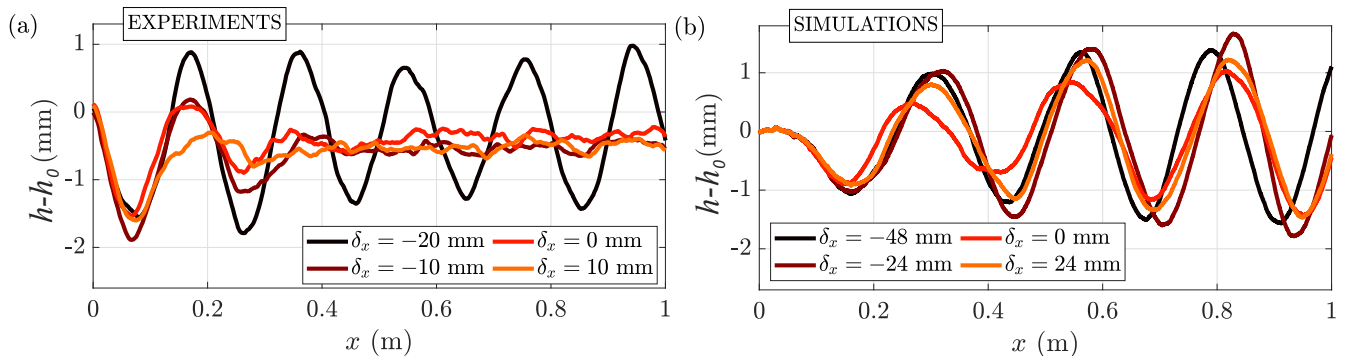 (a)
EXPERIMENTS
h-h₀ (mm)
1
0
-1
-2
δₓ = −20 mm
δₓ = 0 mm
δₓ = −10 mm
δₓ = 10 mm
0
0.2
0.4
0.6
0.8
1
x (m)
(b)
SIMULATIONS
h-h₀(mm)
1
0
-1
-2
δₓ = −48 mm
δₓ = 0 mm
δₓ = −24 mm
δₓ = 24 mm
0
0.2
0.4
0.6
0.8
1
x (m)